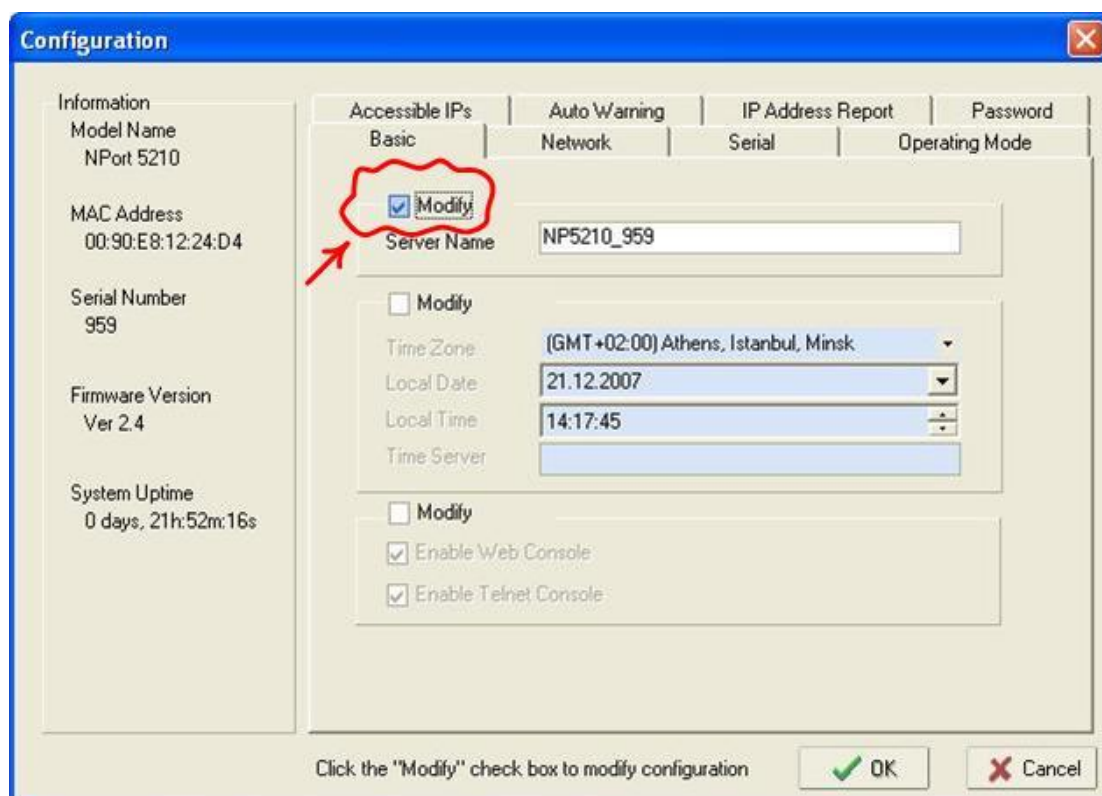 Configuration
Information
Model Name
NPort 5210
MAC Address
00:90:E8:12:24:D4
Serial Number
959
Firmware Version
Ver 2.4
System Uptime
0 days, 21h:52m:16s
Accessible IPs
Auto Warning
IP Address Report
Password
Basic
Network
Serial
Operating Mode
Modify
Server Name
NP5210_959
Modify
Time Zone
(GMT+02:00) Athens, Istanbul, Minsk
Local Date
21.12.2007
Local Time
14:17:45
Time Server
Modify
Enable Web Console
Enable Telnet Console
Click the "Modify" check box to modify configuration
OK
Cancel